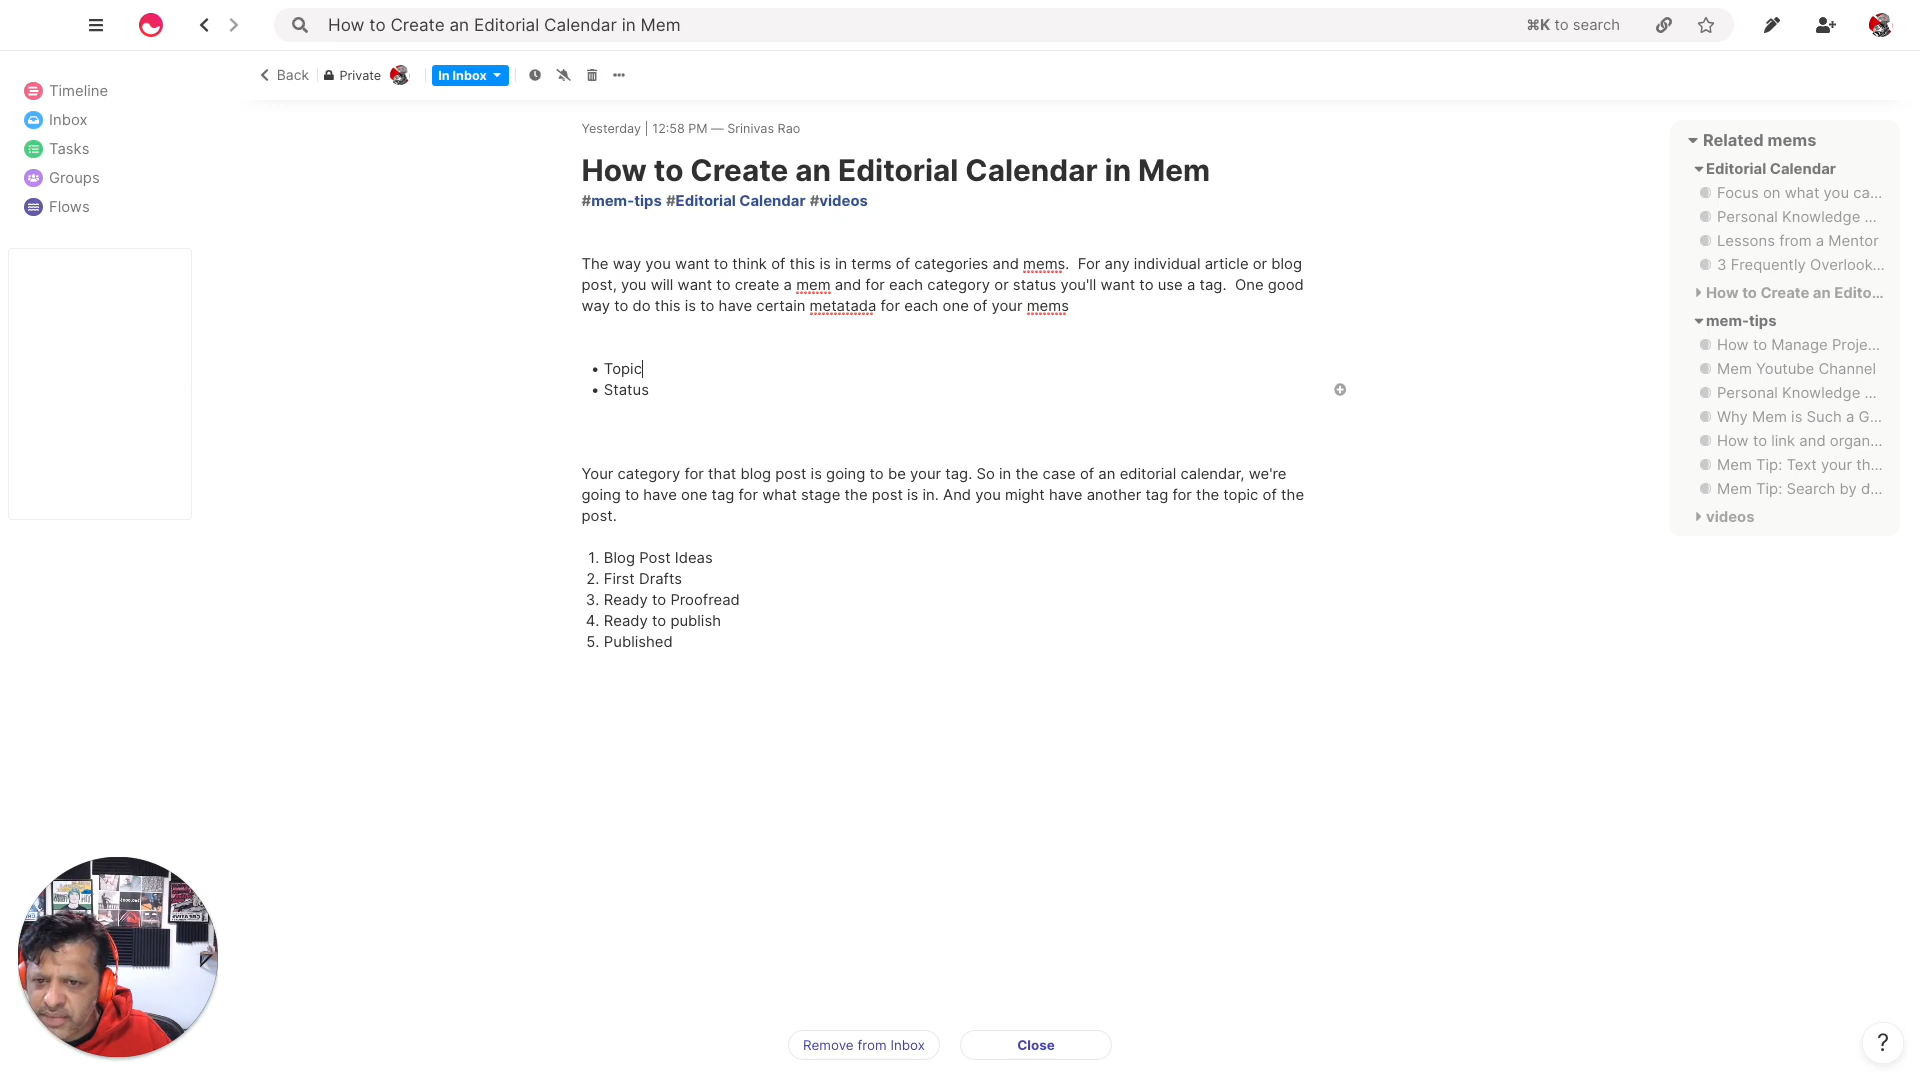 How to Create an Editorial Calendar in Mem
⌘K to search
Back
Private
In Inbox
Timeline
Inbox
Tasks
Groups
Flows
Yesterday | 12:58 PM — Srinivas Rao
How to Create an Editorial Calendar in Mem
#mem-tips #Editorial Calendar #videos
The way you want to think of this is in terms of categories and mems.  For any individual article or blog
post, you will want to create a mem and for each category or status you'll want to use a tag.  One good
way to do this is to have certain metatada for each one of your mems
• Topic
• Status
Your category for that blog post is going to be your tag. So in the case of an editorial calendar, we're
going to have one tag for what stage the post is in. And you might have another tag for the topic of the
post.
1. Blog Post Ideas
2. First Drafts
3. Ready to Proofread
4. Ready to publish
5. Published
Related mems
Editorial Calendar
Focus on what you ca...
Personal Knowledge ...
Lessons from a Mentor
3 Frequently Overlook...
How to Create an Edito...
mem-tips
How to Manage Proje...
Mem Youtube Channel
Personal Knowledge ...
Why Mem is Such a G...
How to link and organ...
Mem Tip: Text your th...
Mem Tip: Search by d...
videos
Remove from Inbox
Close
?